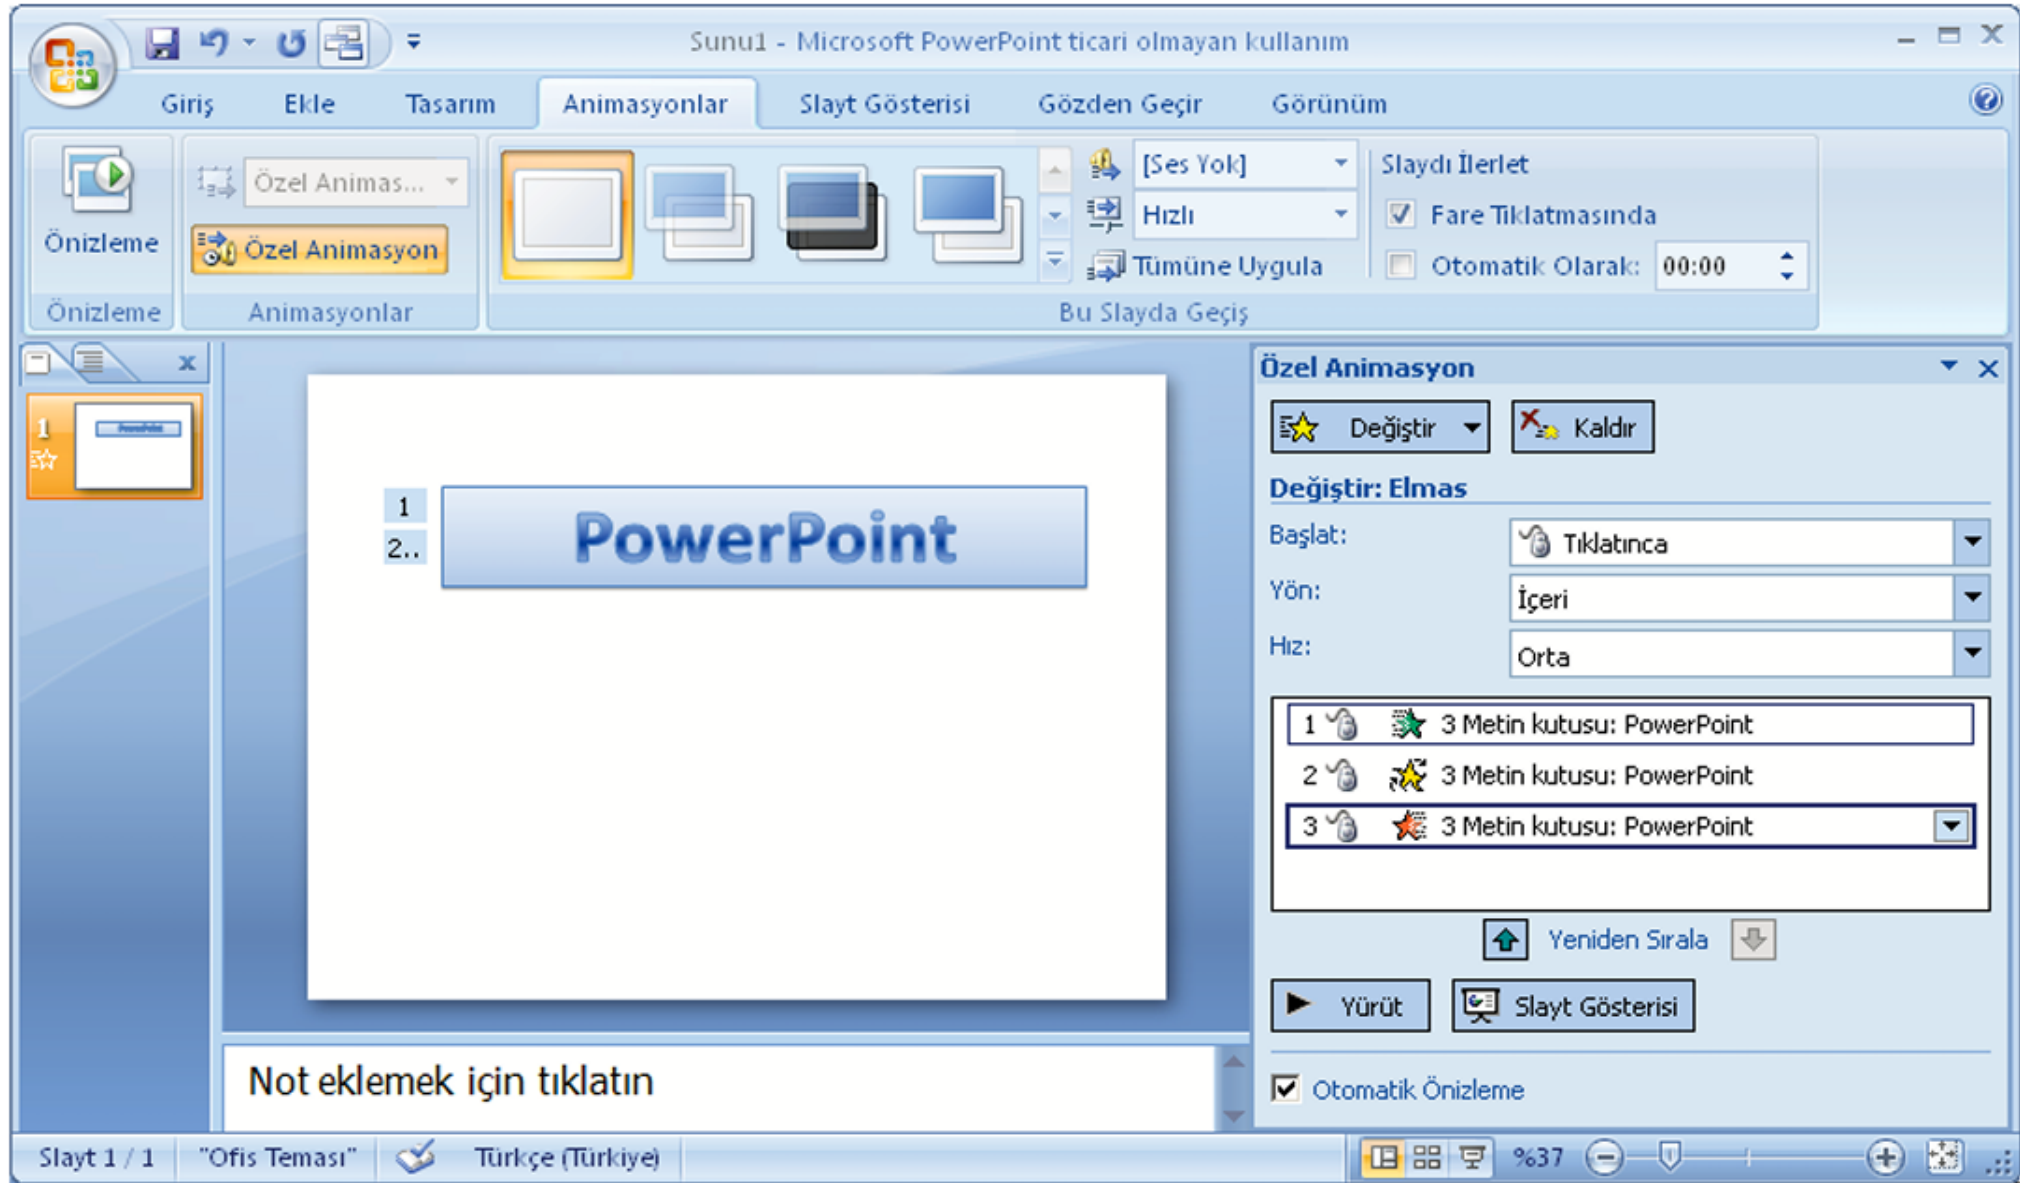 Sunu1 - Microsoft PowerPoint ticari olmayan kullanım
Giriş Ekle Tasarım Animasyonlar Slayt Gösterisi Gözden Geçir Görünüm
Önizleme
Özel Animas...
Özel Animasyon
[Ses Yok]
Hızlı
Tümüne Uygula
Slaydı İlerlet
Fare Tıklatmasında
Otomatik Olarak: 00:00
Önizleme Animasyonlar Bu Slayda Geçiş
1
PowerPoint
1
2..
PowerPoint
Not eklemek için tıklatın
Özel Animasyon
Değiştir Kaldır
Değiştir: Elmas
Başlat: Tıklatınca
Yön: İçeri
Hız: Orta
1 3 Metin kutusu: PowerPoint
2 3 Metin kutusu: PowerPoint
3 3 Metin kutusu: PowerPoint
Yeniden Sırala
Yürüt Slayt Gösterisi
Otomatik Önizleme
Slayt 1 / 1 "Ofis Teması" Türkçe (Türkiye) %37